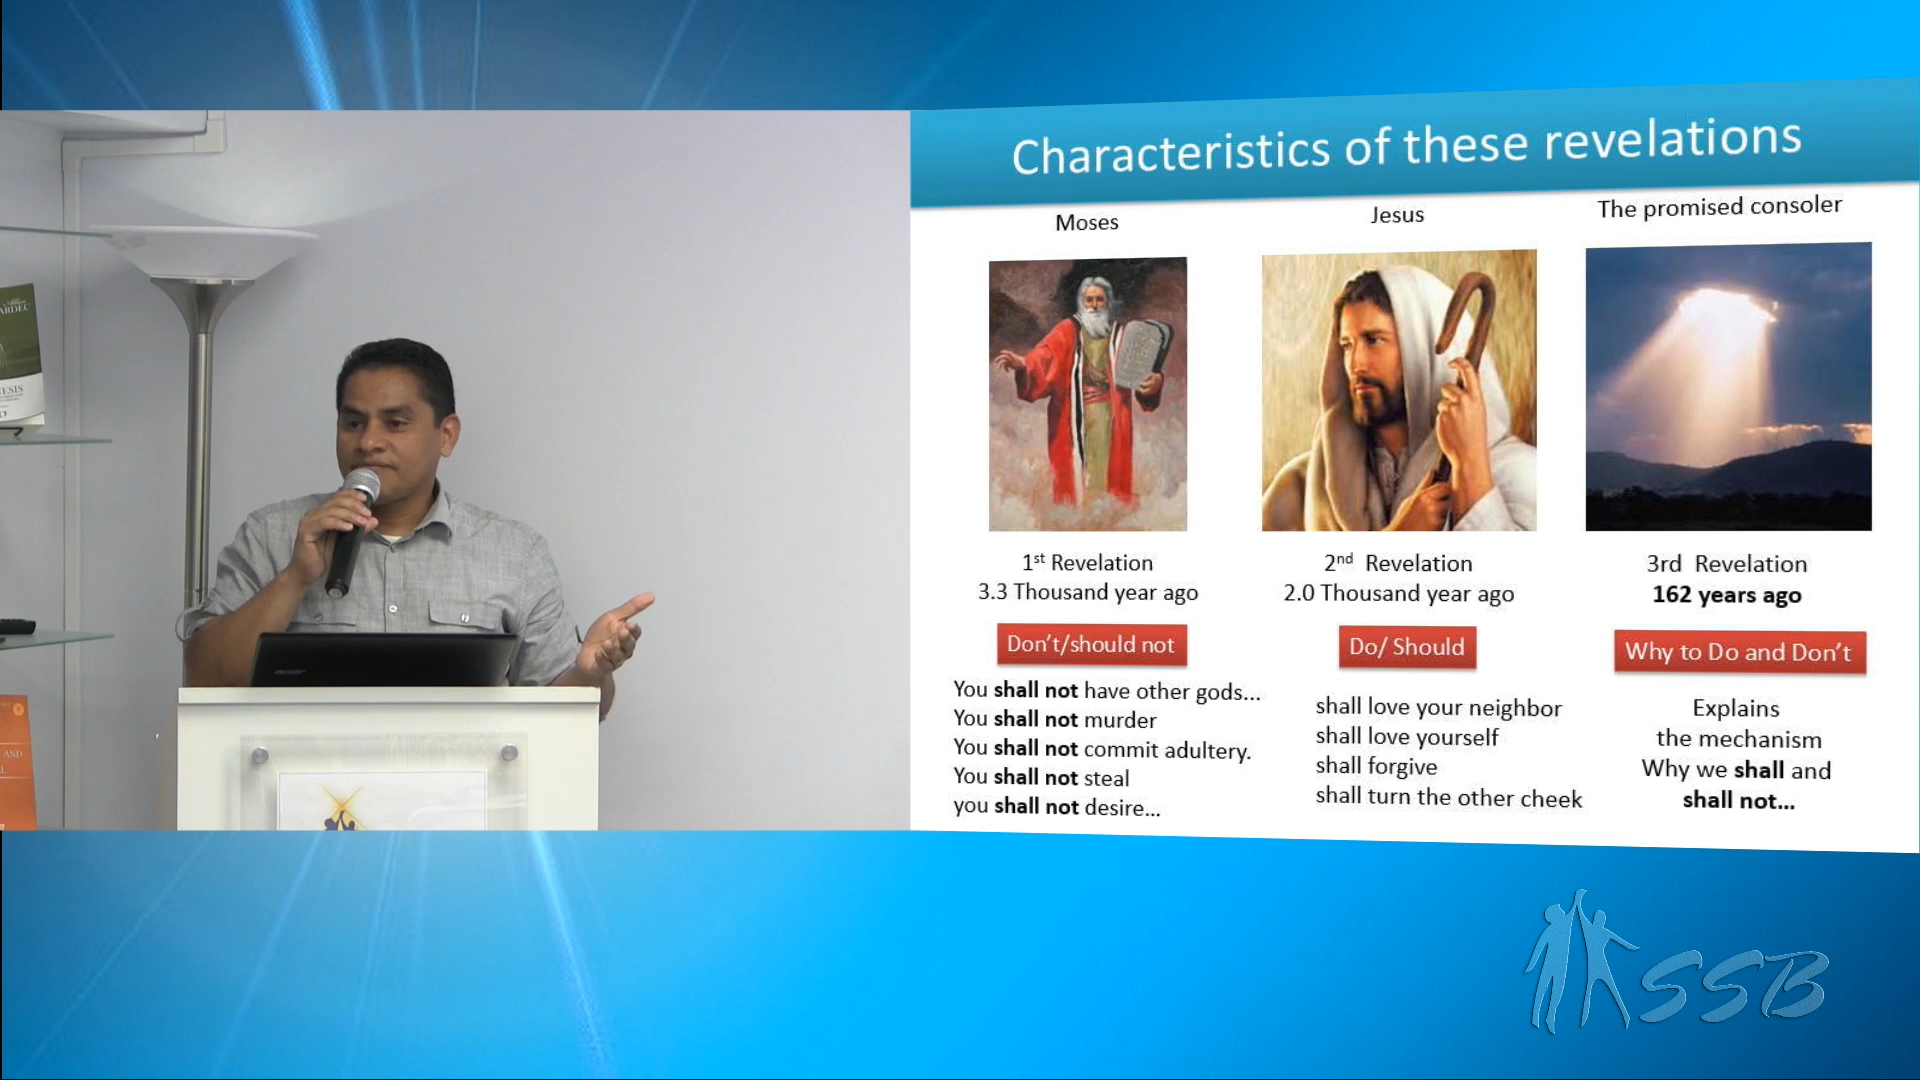 ARDEC
ESIS
AND
Characteristics of these revelations
Moses
Jesus
The promised consoler
1st Revelation
3.3 Thousand year ago
2nd Revelation
2.0 Thousand year ago
3rd Revelation
162 years ago
Don't/should not
Do/ Should
Why to Do and Don't
You shall not have other gods...
You shall not murder
You shall not commit adultery.
You shall not steal
you shall not desire...
shall love your neighbor
shall love yourself
shall forgive
shall turn the other cheek
Explains
the mechanism
Why we shall and
shall not...
SSB